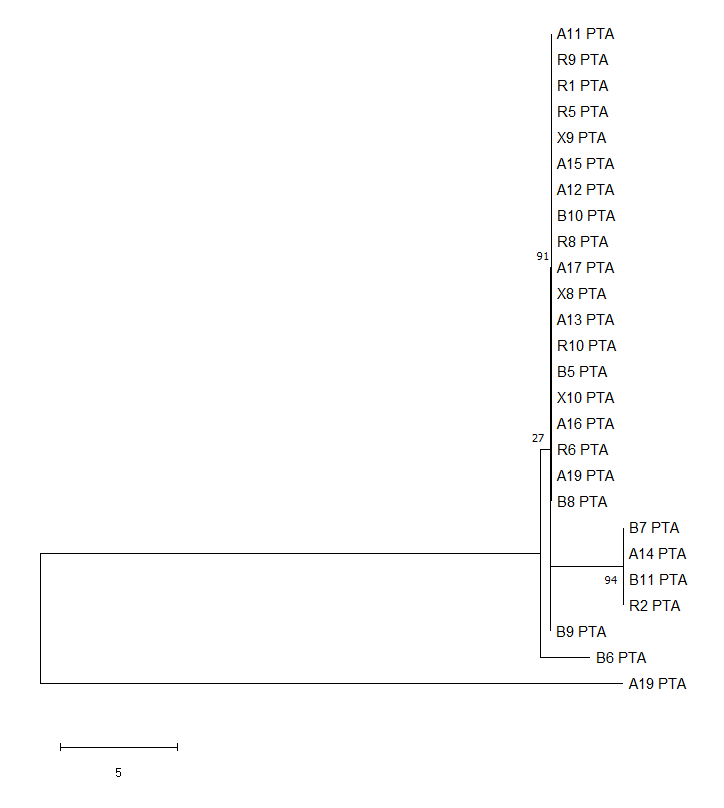 A11 PTA
R9 PTA
R1 PTA
R5 PTA
X9 PTA
A15 PTA
A12 PTA
B10 PTA
R8 PTA
91
A17 PTA
X8 PTA
A13 PTA
R10 PTA
B5 PTA
X10 PTA
A16 PTA
27
R6 PTA
A19 PTA
B8 PTA
B7 PTA
A14 PTA
94
B11 PTA
R2 PTA
B9 PTA
B6 PTA
A19 PTA
5